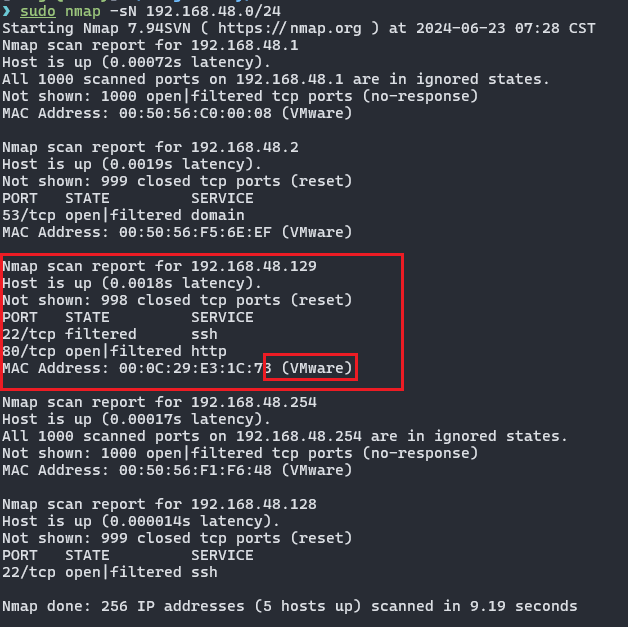 ❯ sudo nmap -sN 192.168.48.0/24
Starting Nmap 7.94SVN ( https://nmap.org ) at 2024-06-23 07:28 CST
Nmap scan report for 192.168.48.1
Host is up (0.00072s latency).
All 1000 scanned ports on 192.168.48.1 are in ignored states.
Not shown: 1000 open|filtered tcp ports (no-response)
MAC Address: 00:50:56:C0:00:08 (VMware)

Nmap scan report for 192.168.48.2
Host is up (0.0019s latency).
Not shown: 999 closed tcp ports (reset)
PORT   STATE         SERVICE
53/tcp open|filtered domain
MAC Address: 00:50:56:F5:6E:EF (VMware)

Nmap scan report for 192.168.48.129
Host is up (0.0018s latency).
Not shown: 998 closed tcp ports (reset)
PORT   STATE         SERVICE
22/tcp filtered      ssh
80/tcp open|filtered http
MAC Address: 00:0C:29:E3:1C:73 (VMware)

Nmap scan report for 192.168.48.254
Host is up (0.00017s latency).
All 1000 scanned ports on 192.168.48.254 are in ignored states.
Not shown: 1000 open|filtered tcp ports (no-response)
MAC Address: 00:50:56:F1:F6:48 (VMware)

Nmap scan report for 192.168.48.128
Host is up (0.000014s latency).
Not shown: 999 closed tcp ports (reset)
PORT   STATE         SERVICE
22/tcp open|filtered ssh

Nmap done: 256 IP addresses (5 hosts up) scanned in 9.19 seconds